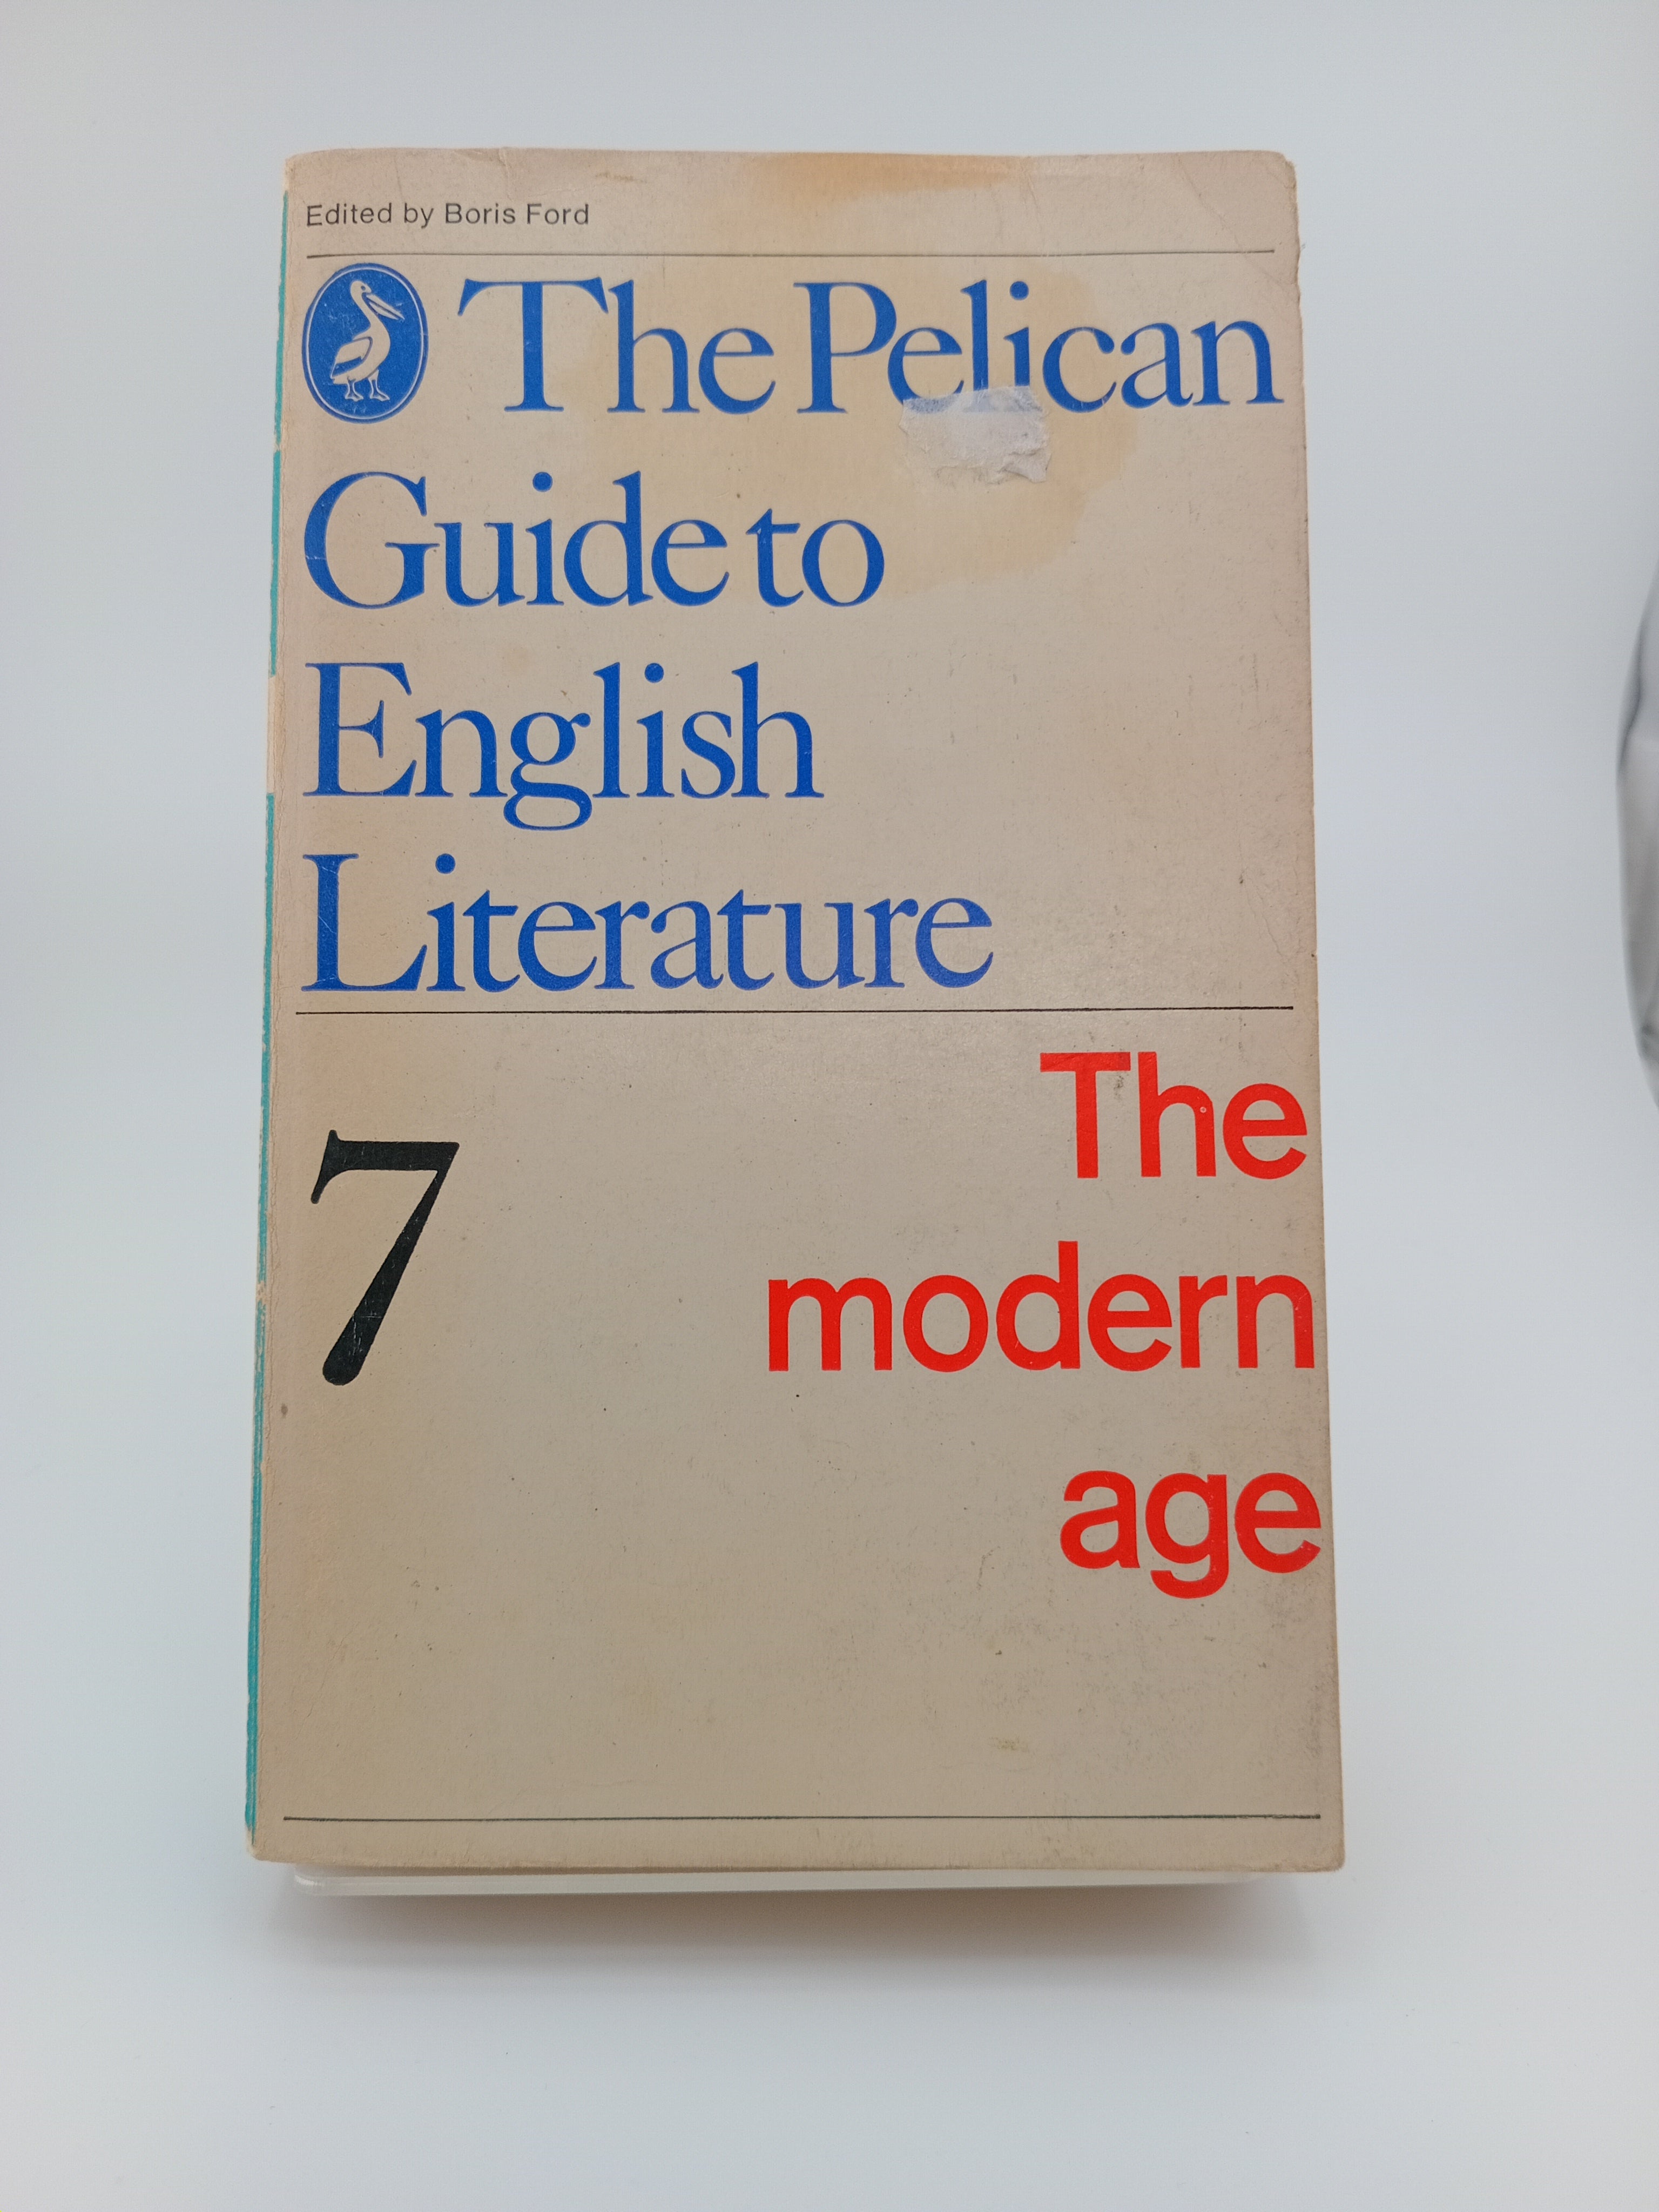 Edited by Boris Ford
The Pelican
Guide to
English
Literature
7
The
modern
age